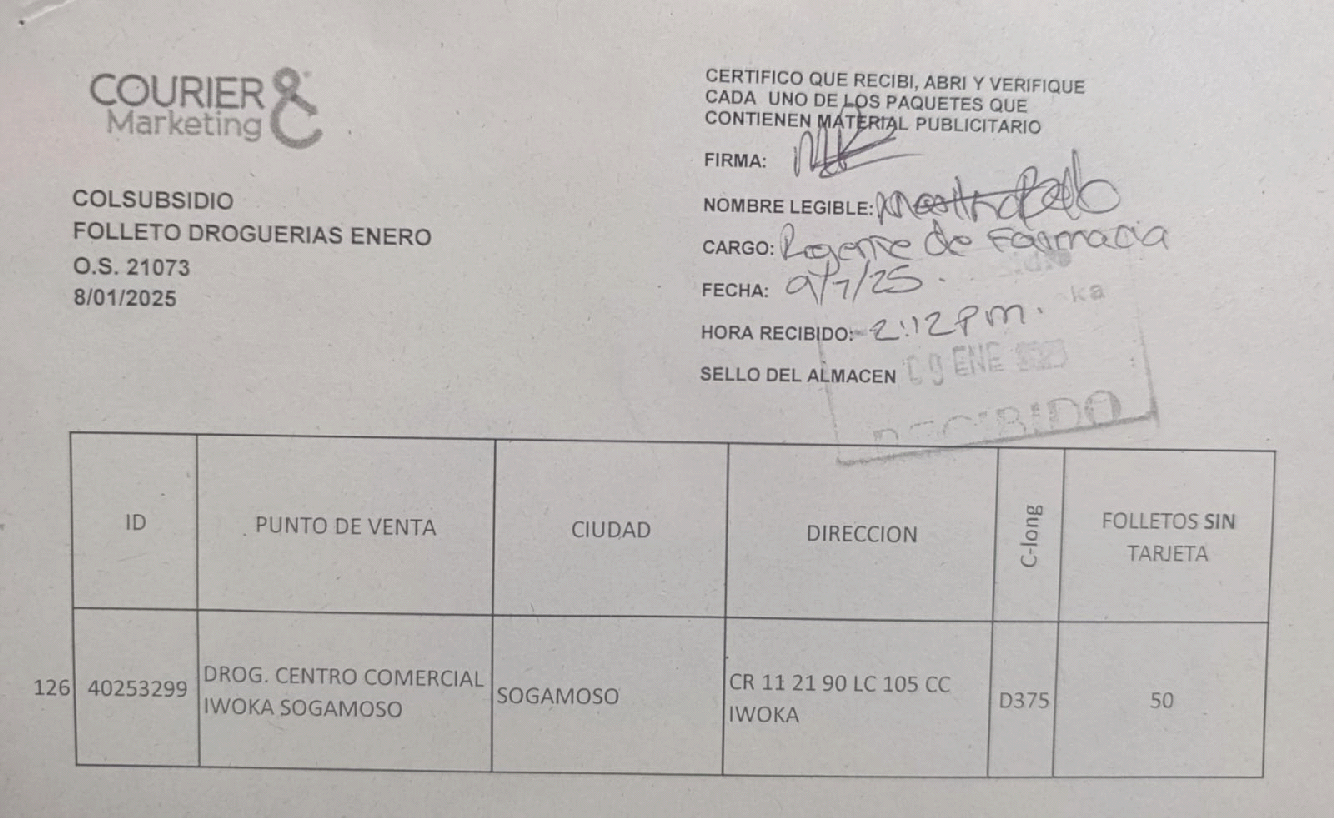 COURIER &
Marketing
COLSUBSIDIO
FOLLETO DROGUERIAS ENERO
O.S. 21073
8/01/2025
CERTIFICO QUE RECIBI, ABRI Y VERIFIQUE
CADA UNO DE LOS PAQUETES QUE
CONTIENEN MATERIAL PUBLICITARIO
FIRMA:
NOMBRE LEGIBLE:
CARGO: Regente de Farmacia
FECHA: 9/1/25.
HORA RECIBIDO: 2:12 pm.
SELLO DEL ALMACEN
09 ENE
RECIBIDO
ID
PUNTO DE VENTA
CIUDAD
DIRECCION
C-long
FOLLETOS SIN
TARJETA
126
40253299
DROG. CENTRO COMERCIAL
IWOKA SOGAMOSO
SOGAMOSO
CR 11 21 90 LC 105 CC
IWOKA
D375
50